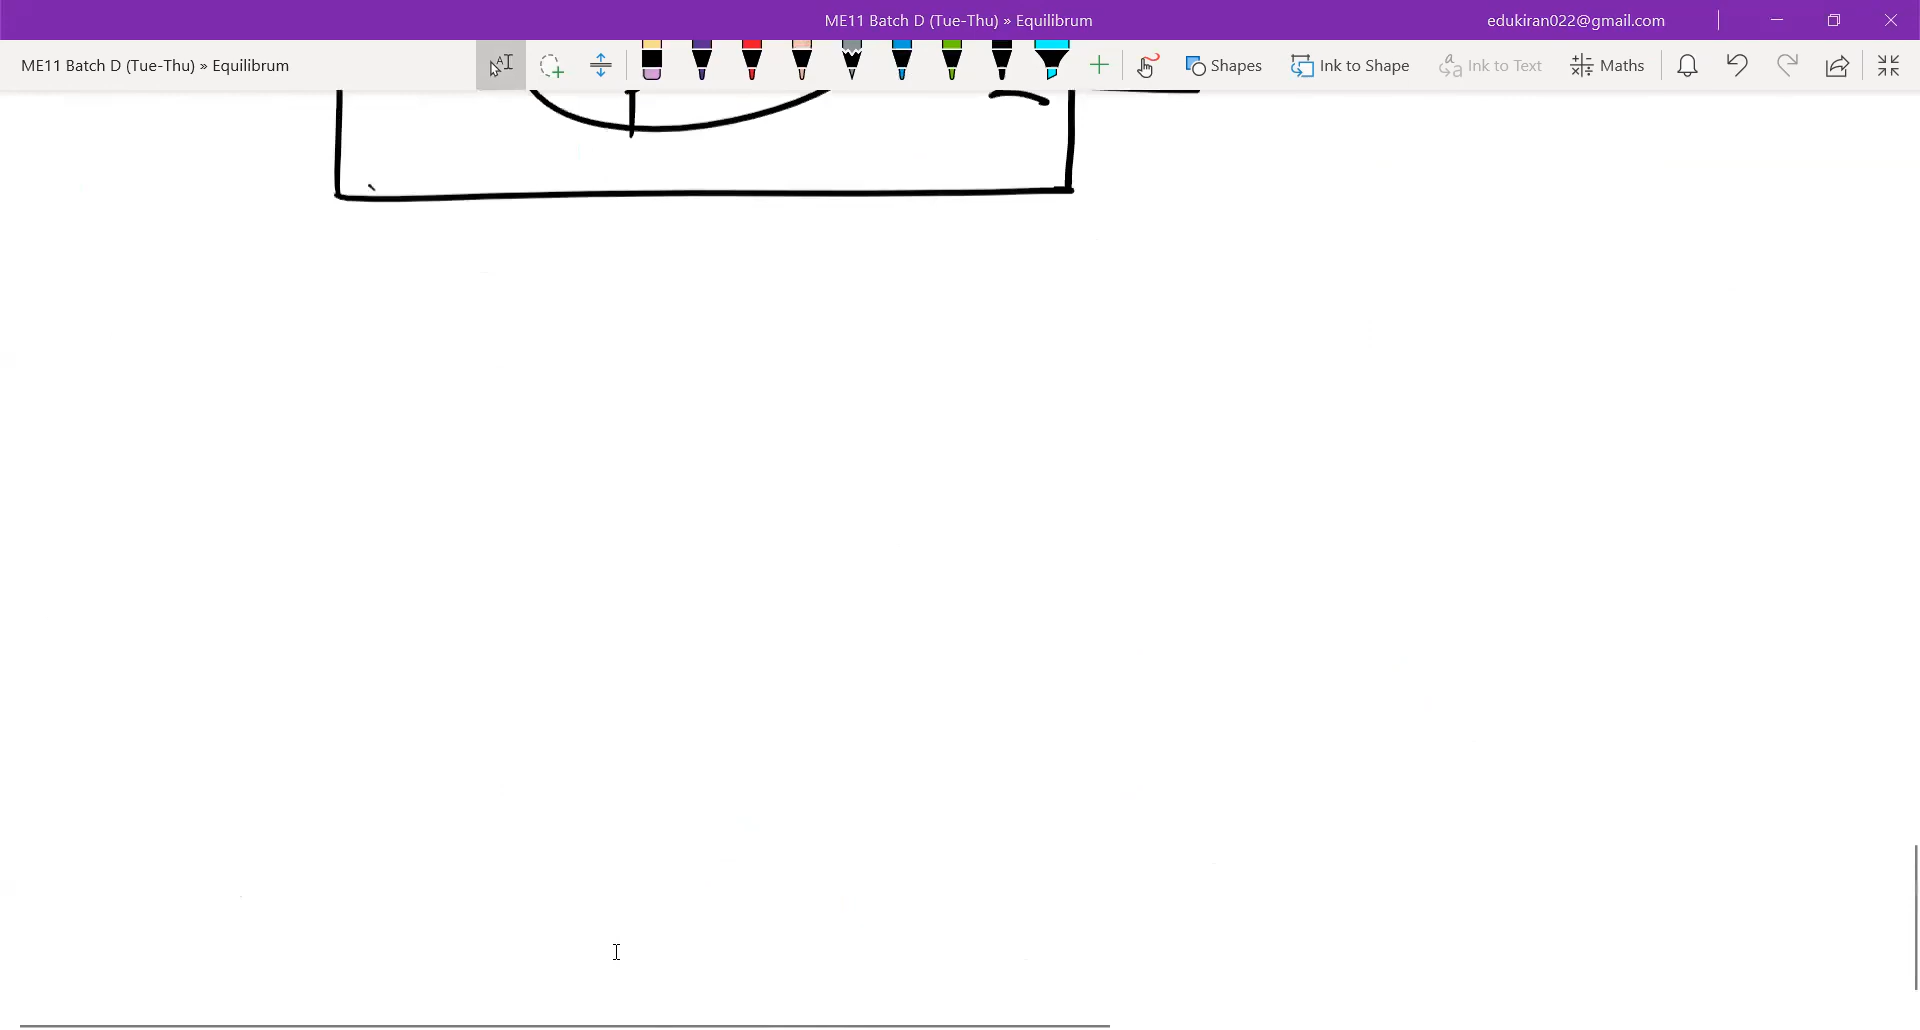 ME11 Batch D (Tue-Thu) » Equilibrum
edukiran022@gmail.com
ME11 Batch D (Tue-Thu) » Equilibrum
Shapes
Ink to Shape
Ink to Text
Maths